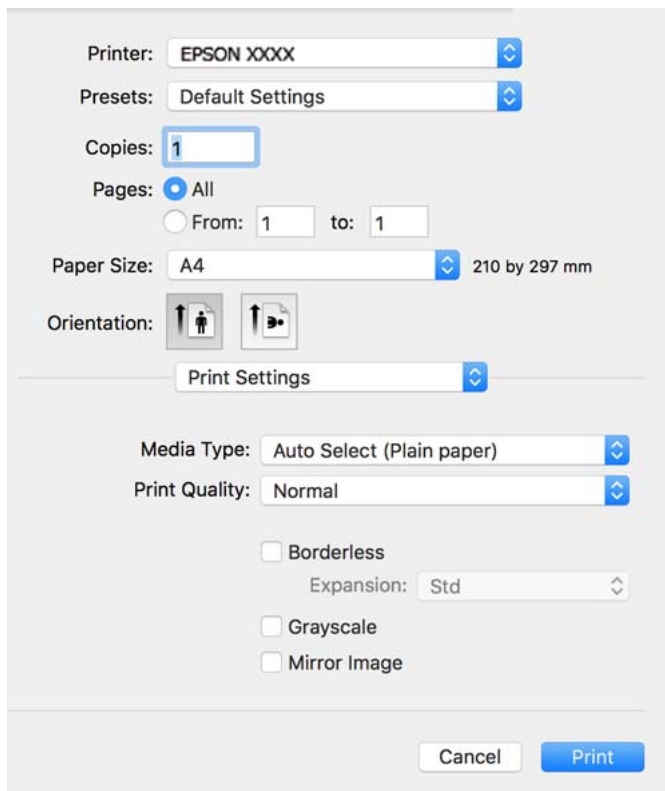 Printer: EPSON XXXX
Presets: Default Settings
Copies: 1
Pages: All
From: 1 to: 1
Paper Size: A4 210 by 297 mm
Orientation:
Print Settings
Media Type: Auto Select (Plain paper)
Print Quality: Normal
Borderless
Expansion: Std
Grayscale
Mirror Image
Cancel Print